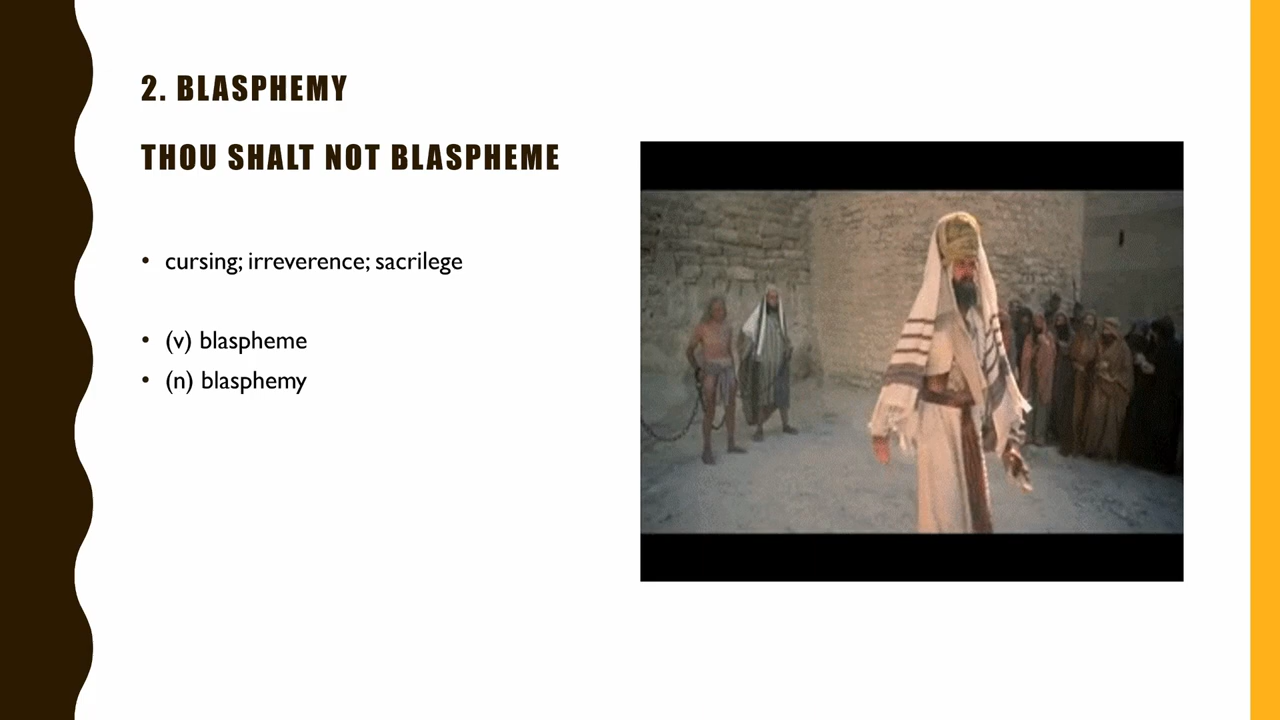 2. BLASPHEMY
THOU SHALT NOT BLASPHEME
• cursing; irreverence; sacrilege
• (v) blaspheme
• (n) blasphemy